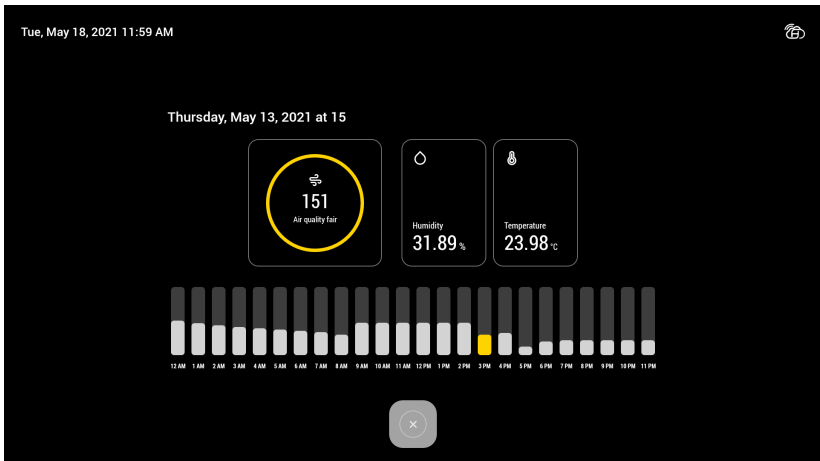 Tue, May 18, 2021 11:59 AM
Thursday, May 13, 2021 at 15
151
Air quality fair
Humidity
31.89 %
Temperature
23.98 °C
12 AM 1 AM 2 AM 3 AM 4 AM 5 AM 6 AM 7 AM 8 AM 9 AM 10 AM 11 AM 12 PM 1 PM 2 PM 3 PM 4 PM 5 PM 6 PM 7 PM 8 PM 9 PM 10 PM 11 PM